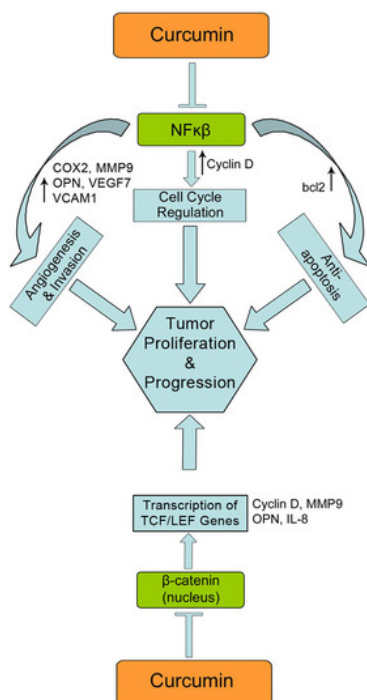 Curcumin
NFκβ
COX2, MMP9
OPN, VEGF7
VCAM1
Cyclin D
bcl2
Cell Cycle
Regulation
Angiogenesis
& Invasion
Anti-
apoptosis
Tumor
Proliferation
&
Progression
Transcription of
TCF/LEF Genes
Cyclin D, MMP9
OPN, IL-8
β-catenin
(nucleus)
Curcumin